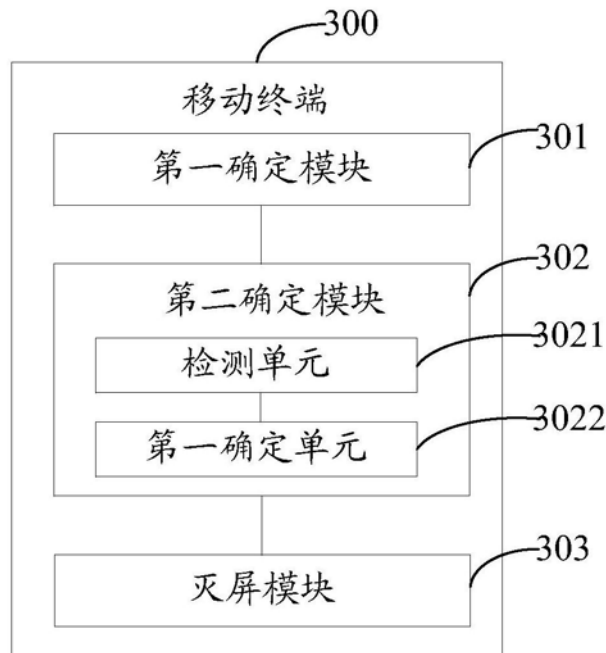 300
移动终端
301
第一确定模块
302
第二确定模块
3021
检测单元
3022
第一确定单元
303
灭屏模块